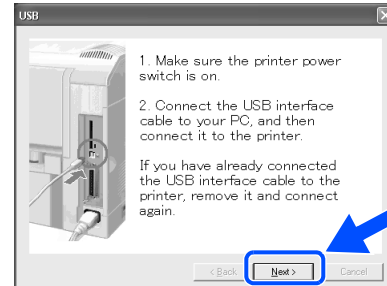 USB
1. Make sure the printer power
switch is on.
2. Connect the USB interface
cable to your PC, and then
connect it to the printer.
If you have already connected
the USB interface cable to the
printer, remove it and connect
again.
< Back
Next >
Cancel